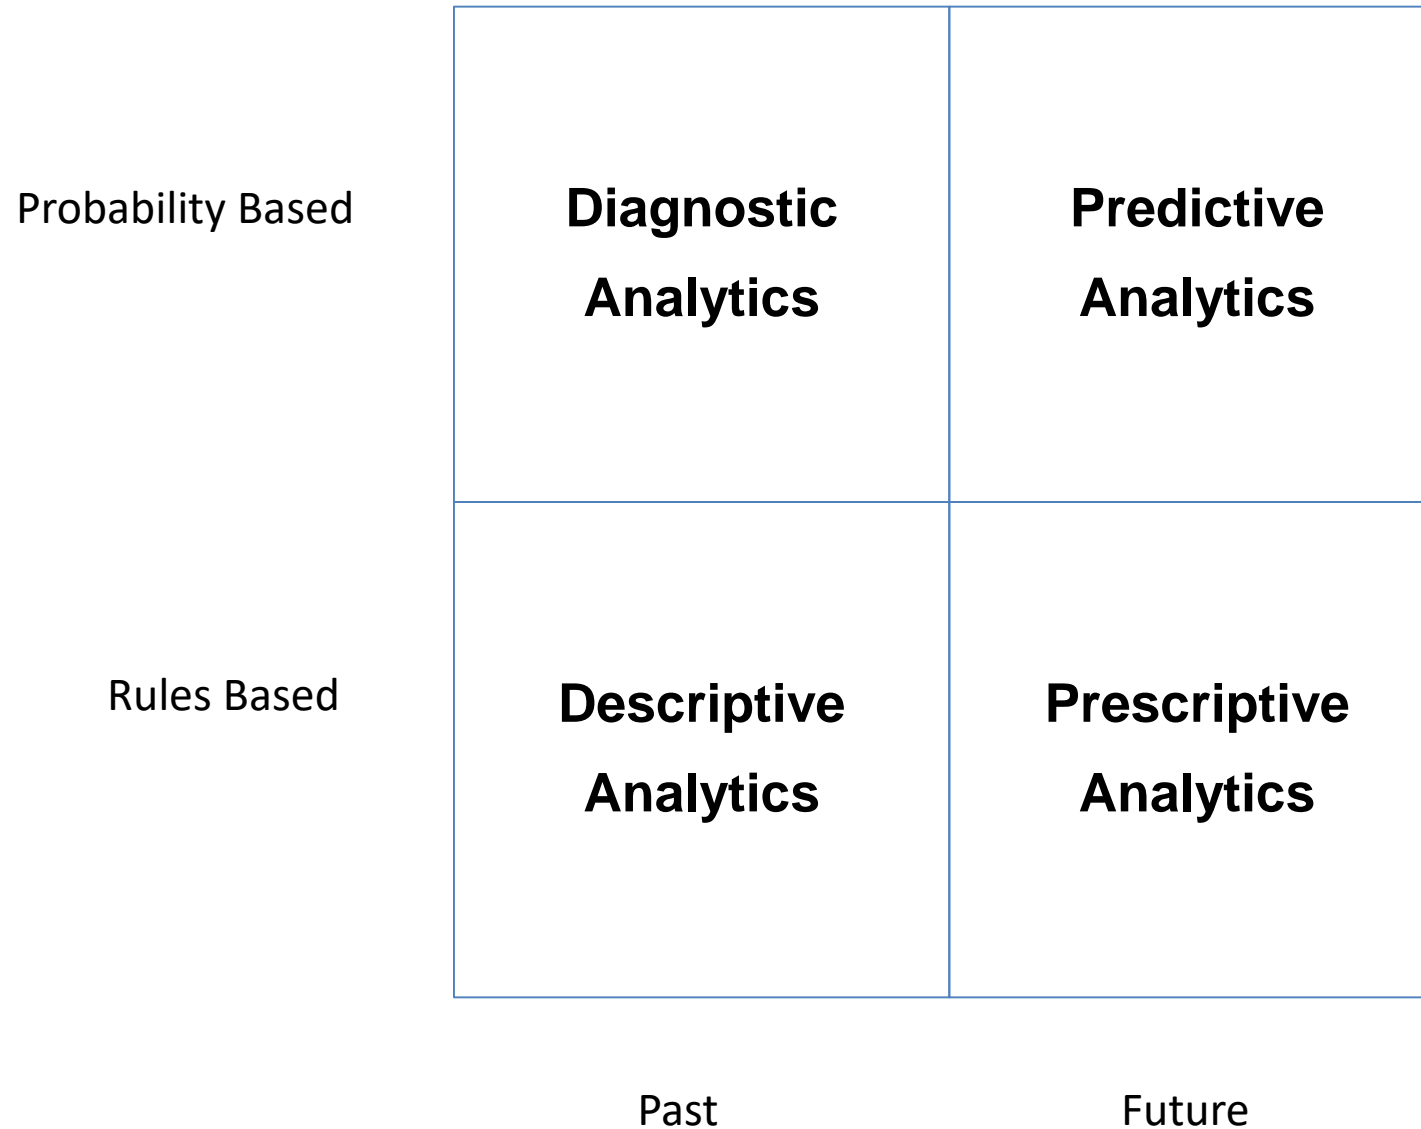 Probability Based
Diagnostic
Analytics
Predictive
Analytics
Rules Based
Descriptive
Analytics
Prescriptive
Analytics
Past
Future